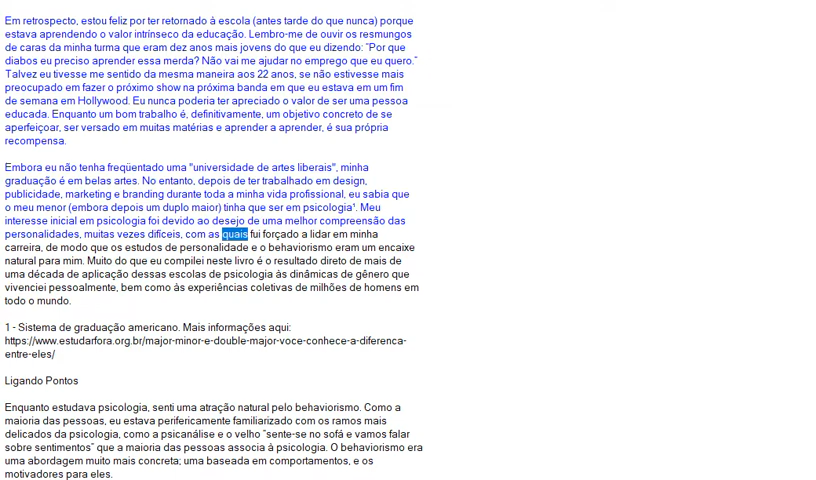 Em retrospecto, estou feliz por ter retornado à escola (antes tarde do que nunca) porque
estava aprendendo o valor intrínseco da educação. Lembro-me de ouvir os resmungos
de caras da minha turma que eram dez anos mais jovens do que eu dizendo: "Por que
diabos eu preciso aprender essa merda? Não vai me ajudar no emprego que eu quero."
Talvez eu tivesse me sentido da mesma maneira aos 22 anos, se não estivesse mais
preocupado em fazer o próximo show na próxima banda em que eu estava em um fim
de semana em Hollywood. Eu nunca poderia ter apreciado o valor de ser uma pessoa
educada. Enquanto um bom trabalho é, definitivamente, um objetivo concreto de se
aperfeiçoar, ser versado em muitas matérias e aprender a aprender, é sua própria
recompensa.
Embora eu não tenha freqüentado uma "universidade de artes liberais", minha
graduação é em belas artes. No entanto, depois de ter trabalhado em design,
publicidade, marketing e branding durante toda a minha vida profissional, eu sabia que
o meu menor (embora depois um duplo maior) tinha que ser em psicologia¹. Meu
interesse inicial em psicologia foi devido ao desejo de uma melhor compreensão das
personalidades, muitas vezes difíceis, com as quais fui forçado a lidar em minha
carreira, de modo que os estudos de personalidade e o behaviorismo eram um encaixe
natural para mim. Muito do que eu compilei neste livro é o resultado direto de mais de
uma década de aplicação dessas escolas de psicologia às dinâmicas de gênero que
vivenciei pessoalmente, bem como às experiências coletivas de milhões de homens em
todo o mundo.
1 - Sistema de graduação americano. Mais informações aqui:
https://www.estudarfora.org.br/major-minor-e-double-major-voce-conhece-a-diferenca-
entre-eles/
Ligando Pontos
Enquanto estudava psicologia, senti uma atração natural pelo behaviorismo. Como a
maioria das pessoas, eu estava perifericamente familiarizado com os ramos mais
delicados da psicologia, como a psicanálise e o velho "sente-se no sofá e vamos falar
sobre sentimentos" que a maioria das pessoas associa à psicologia. O behaviorismo era
uma abordagem muito mais concreta; uma baseada em comportamentos, e os
motivadores para eles.